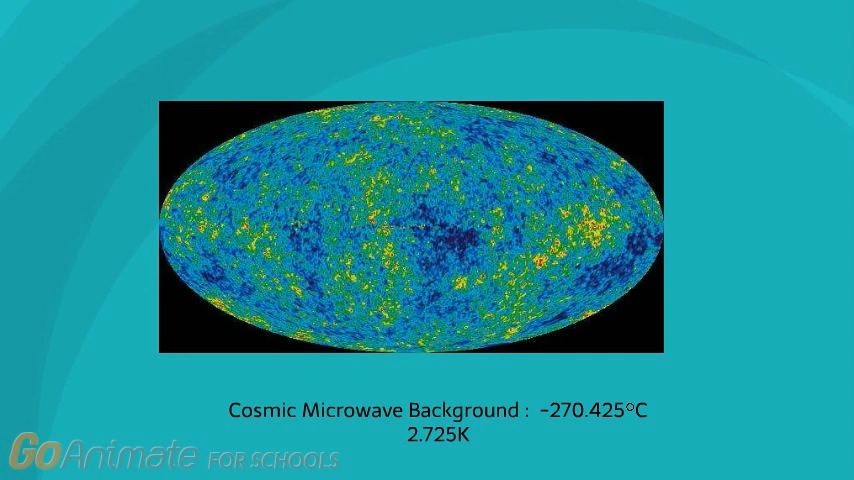 Cosmic Microwave Background : -270.425°C
2.725K
GoAnimate FOR SCHOOLS